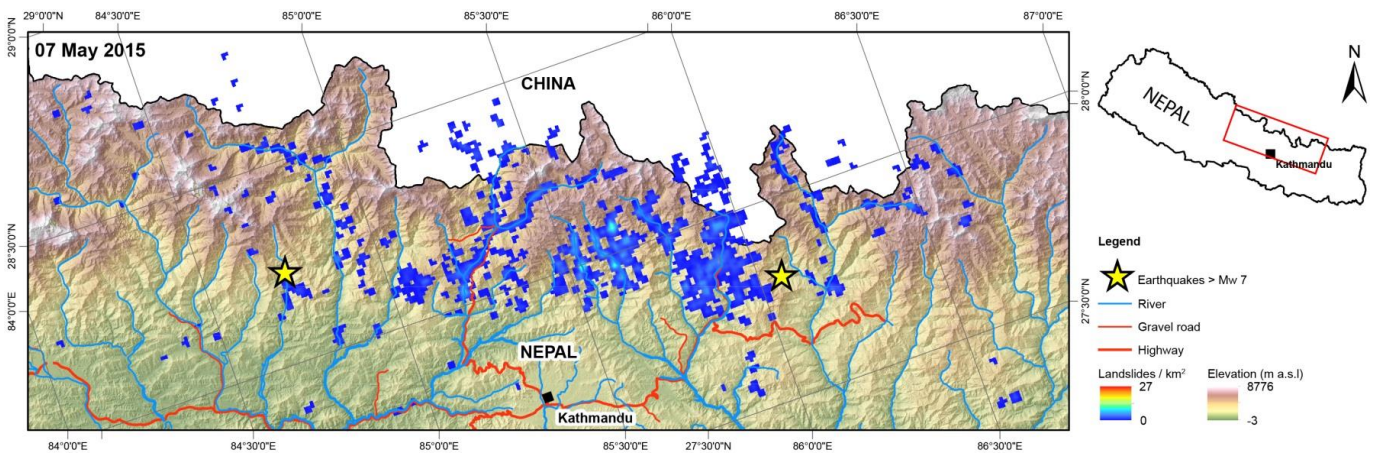 29°0'0"N 84°30'0"E 85°0'0"E 85°30'0"E 86°0'0"E 86°30'0"E 87°0'0"E
29°0'0"N
07 May 2015
CHINA
28°0'0"N
28°30'0"N
84°0'0"E
27°30'0"N
NEPAL
Kathmandu
84°0'0"E 84°30'0"E 85°0'0"E 85°30'0"E 27°30'0"N 86°0'0"E 86°30'0"E
N
NEPAL
Kathmandu
Legend
Earthquakes > Mw 7
River
Gravel road
Highway
Landslides / km² Elevation (m a.s.l)
27 8776
0 -3